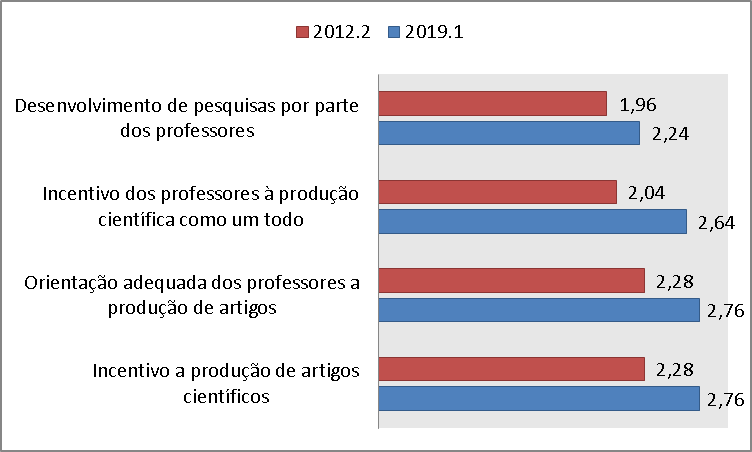 2012.2 2019.1
Desenvolvimento de pesquisas por parte
dos professores
1,96
2,24
Incentivo dos professores à produção
científica como um todo
2,04
2,64
Orientação adequada dos professores a
produção de artigos
2,28
2,76
Incentivo a produção de artigos
científicos
2,28
2,76